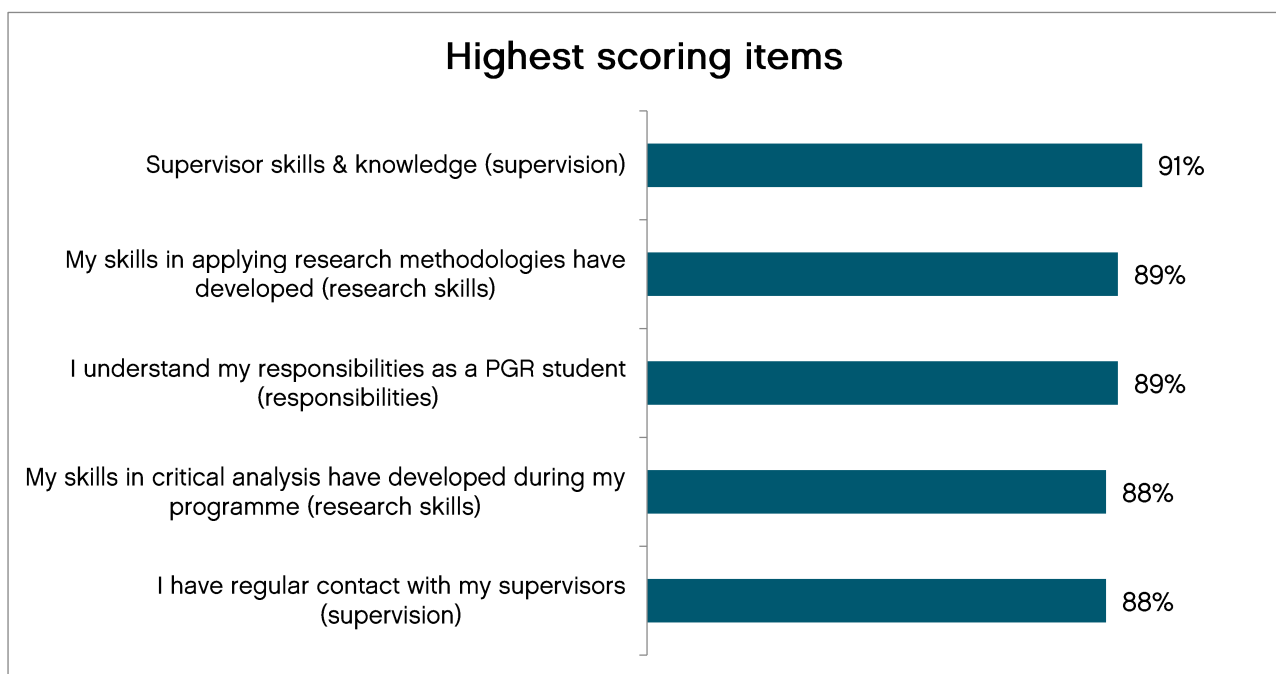 Highest scoring items
Supervisor skills & knowledge (supervision)
91%
My skills in applying research methodologies have
developed (research skills)
89%
I understand my responsibilities as a PGR student
(responsibilities)
89%
My skills in critical analysis have developed during my
programme (research skills)
88%
I have regular contact with my supervisors
(supervision)
88%